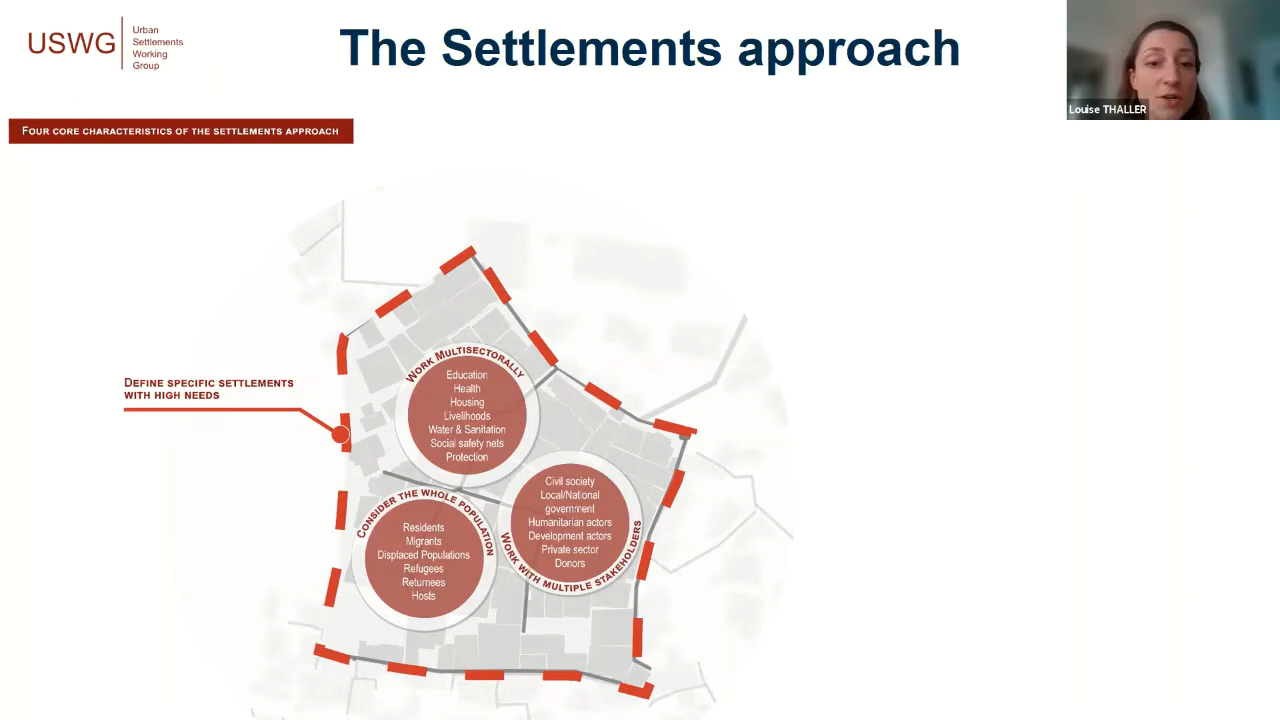 USWG
Urban
Settlements
Working
Group
The Settlements approach
Louise THALLER
FOUR CORE CHARACTERISTICS OF THE SETTLEMENTS APPROACH
DEFINE SPECIFIC SETTLEMENTS
WITH HIGH NEEDS
WORK MULTISECTORALLY
Education
Health
Housing
Livelihoods
Water & Sanitation
Social safety nets
Protection
CONSIDER THE WHOLE POPULATION
Residents
Migrants
Displaced Populations
Refugees
Returnees
Hosts
Civil society
Local/National
government
Humanitarian actors
Development actors
Private sector
Donors
WORK WITH MULTIPLE STAKEHOLDERS